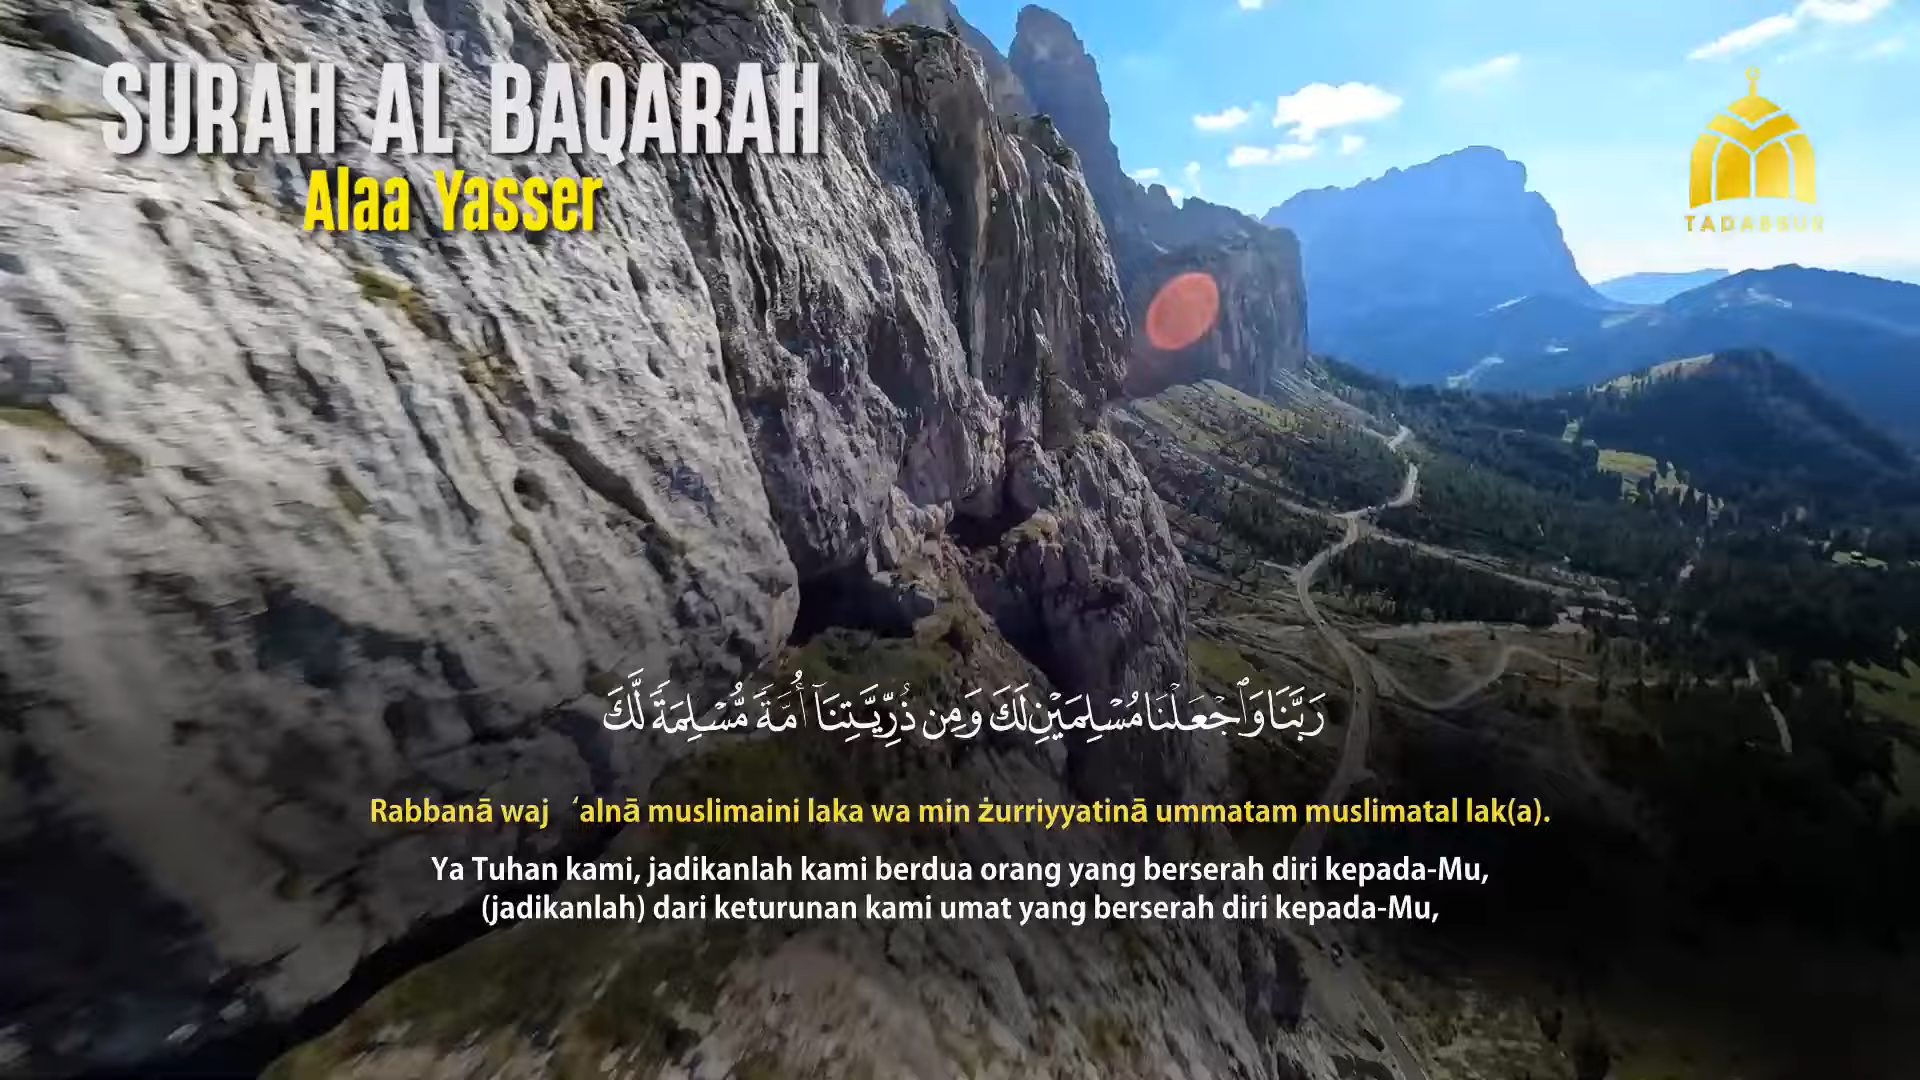 SURAH AL BAQARAH
Alaa Yasser
TADABBUS
رَبَّنَا وَٱجْعَلْنَا مُسْلِمَيْنِ لَكَ وَمِن ذُرِّيَّتِنَآ أُمَّةً مُّسْلِمَةً لَّكَ
Rabbanā waj ‘alnā muslimaini laka wa min żurriyyatinā ummatam muslimatal lak(a).
Ya Tuhan kami, jadikanlah kami berdua orang yang berserah diri kepada-Mu,
(jadikanlah) dari keturunan kami umat yang berserah diri kepada-Mu,